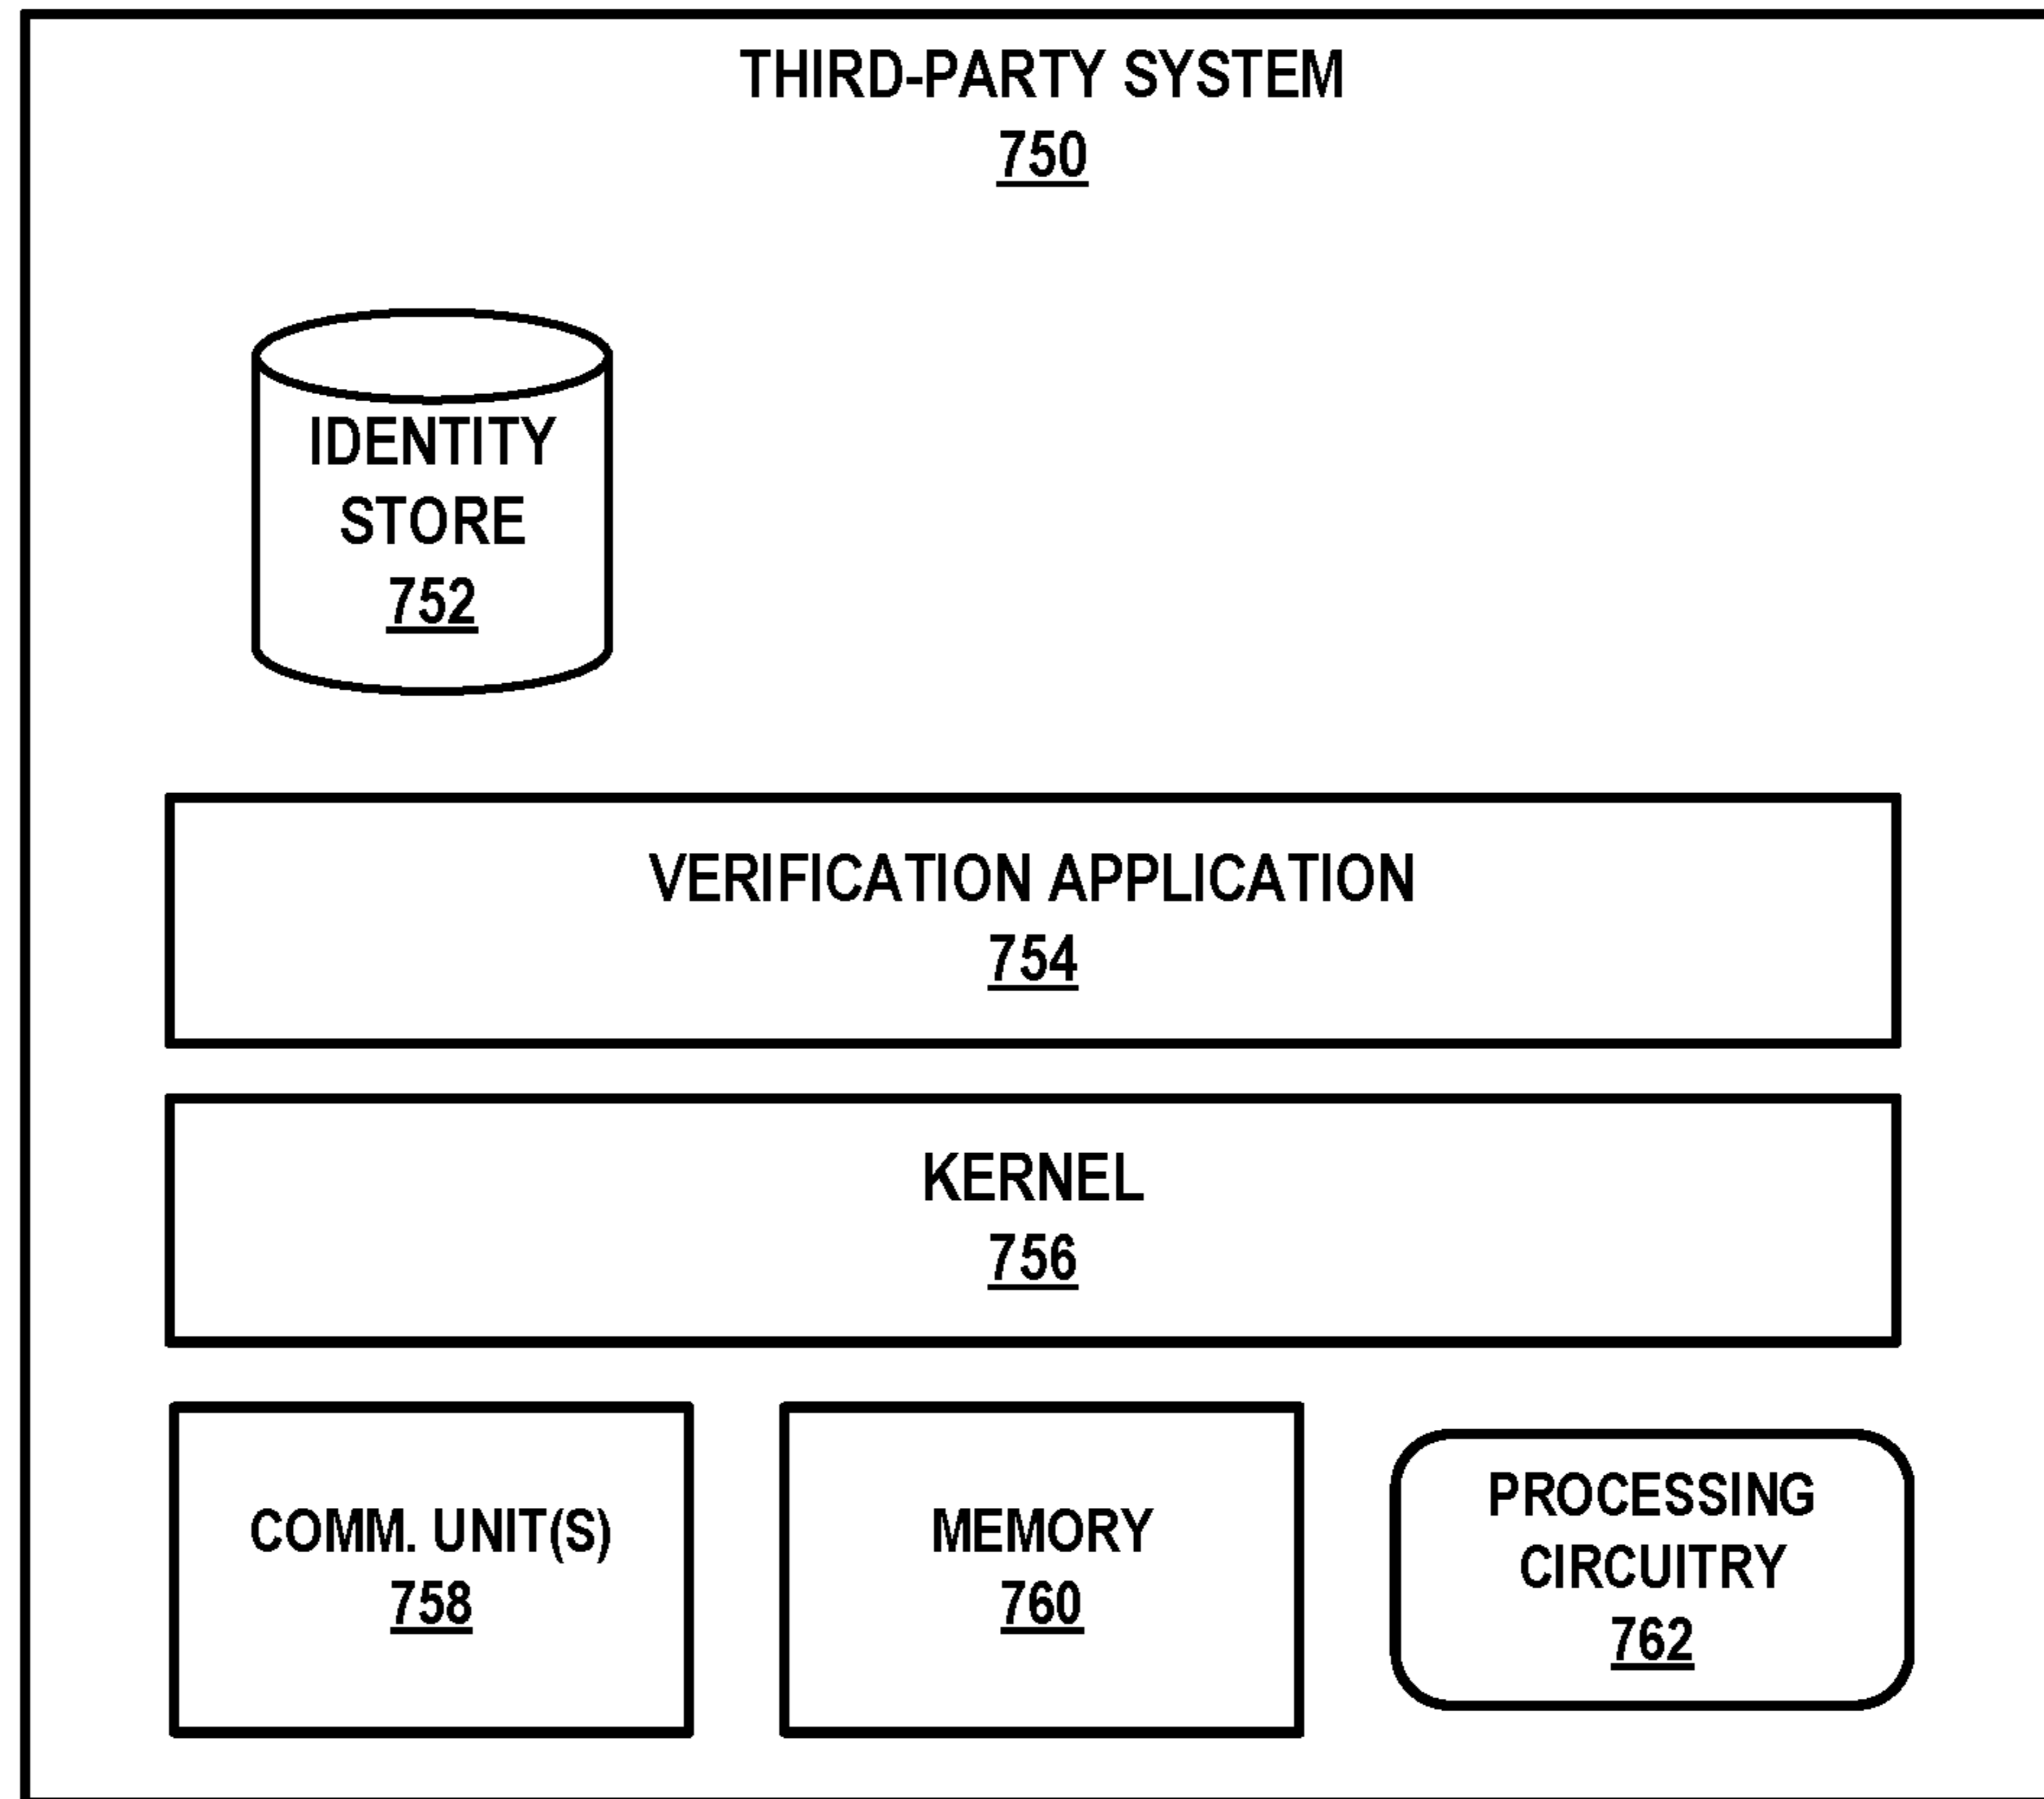 THIRD-PARTY SYSTEM
750
IDENTITY
STORE
752
VERIFICATION APPLICATION
754
KERNEL
756
COMM. UNIT(S)
758
MEMORY
760
PROCESSING
CIRCUITRY
762